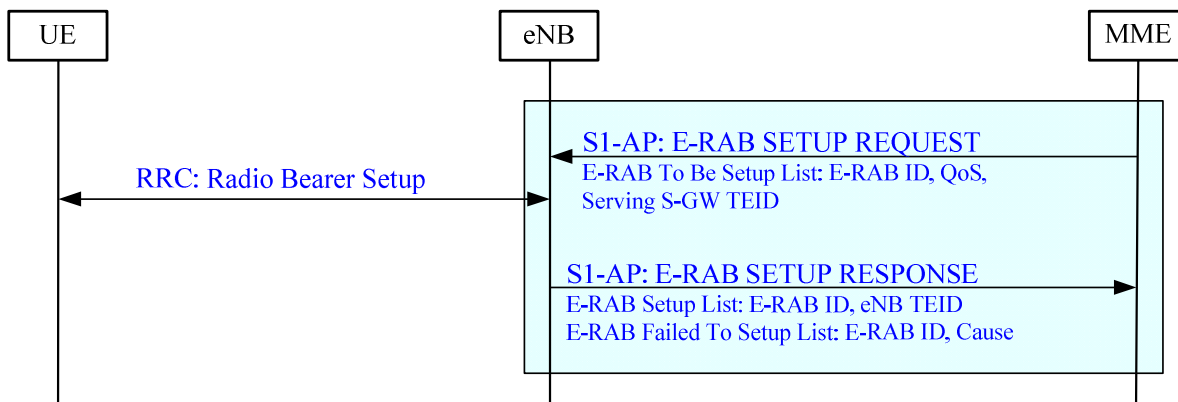 UE
eNB
MME
S1-AP: E-RAB SETUP REQUEST
E-RAB To Be Setup List: E-RAB ID, QoS,
Serving S-GW TEID
RRC: Radio Bearer Setup
S1-AP: E-RAB SETUP RESPONSE
E-RAB Setup List: E-RAB ID, eNB TEID
E-RAB Failed To Setup List: E-RAB ID, Cause